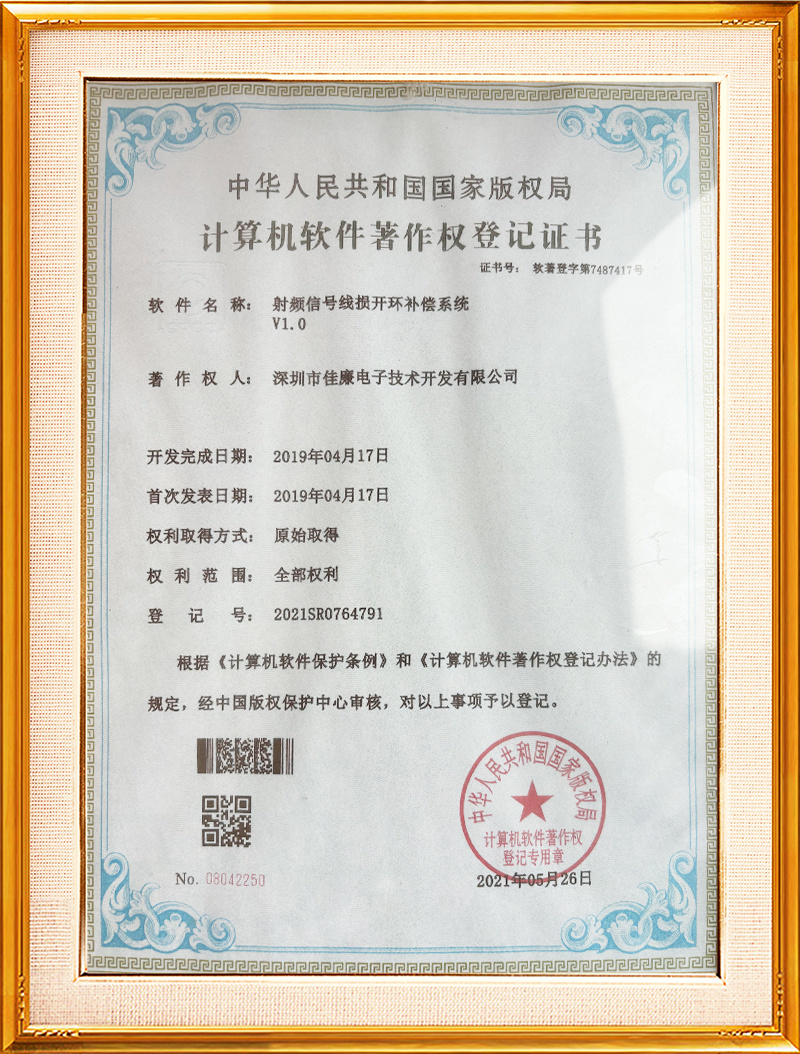 中华人民共和国国家版权局
计算机软件著作权登记证书
证书号： 软著登字第7487417号
软件名称： 射频信号线损开环补偿系统
V1.0
著作权人： 深圳市佳廉电子技术开发有限公司
开发完成日期： 2019年04月17日
首次发表日期： 2019年04月17日
权利取得方式： 原始取得
权利范围： 全部权利
登记号： 2021SR0764791
根据《计算机软件保护条例》和《计算机软件著作权登记办法》的
规定，经中国版权保护中心审核，对以上事项予以登记。
中华人民共和国国家版权局
计算机软件著作权
登记专用章
No. 08042250
2021年05月26日